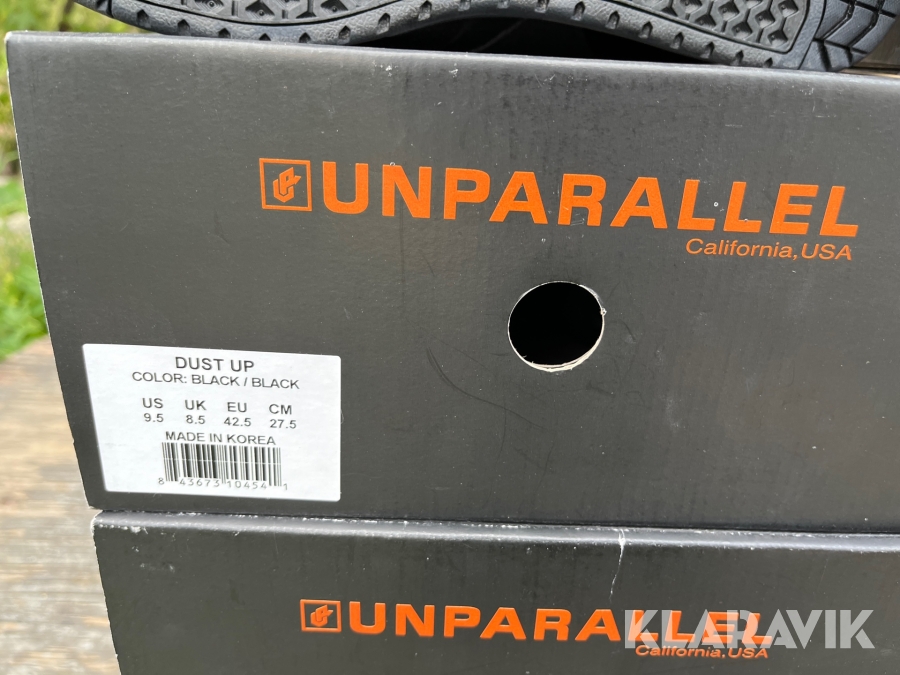 UNPARALLEL
California, USA
DUST UP
COLOR: BLACK / BLACK
US UK EU CM
9.5 8.5 42.5 27.5
MADE IN KOREA
8 43673 10454 1
UNPARALLEL
California, USA
KLARAVIK